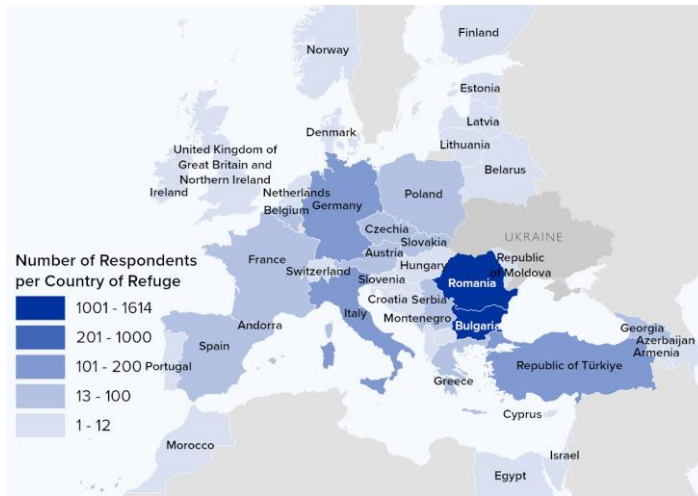 Finland
Norway
Estonia
Latvia
Denmark
Lithuania
United Kingdom of
Great Britain and
Northern Ireland
Belarus
Ireland
Netherlands
Poland
Belgium
Germany
Czechia
UKRAINE
Slovakia
Austria
France
Hungary
Republic
of Moldova
Switzerland
Slovenia
Romania
Croatia
Serbia
Andorra
Italy
Montenegro
Bulgaria
Georgia
Azerbaijan
Armenia
Spain
Portugal
Republic of Türkiye
Greece
Cyprus
Morocco
Israel
Egypt
Number of Respondents
per Country of Refuge
1001 - 1614
201 - 1000
101 - 200
13 - 100
1 - 12